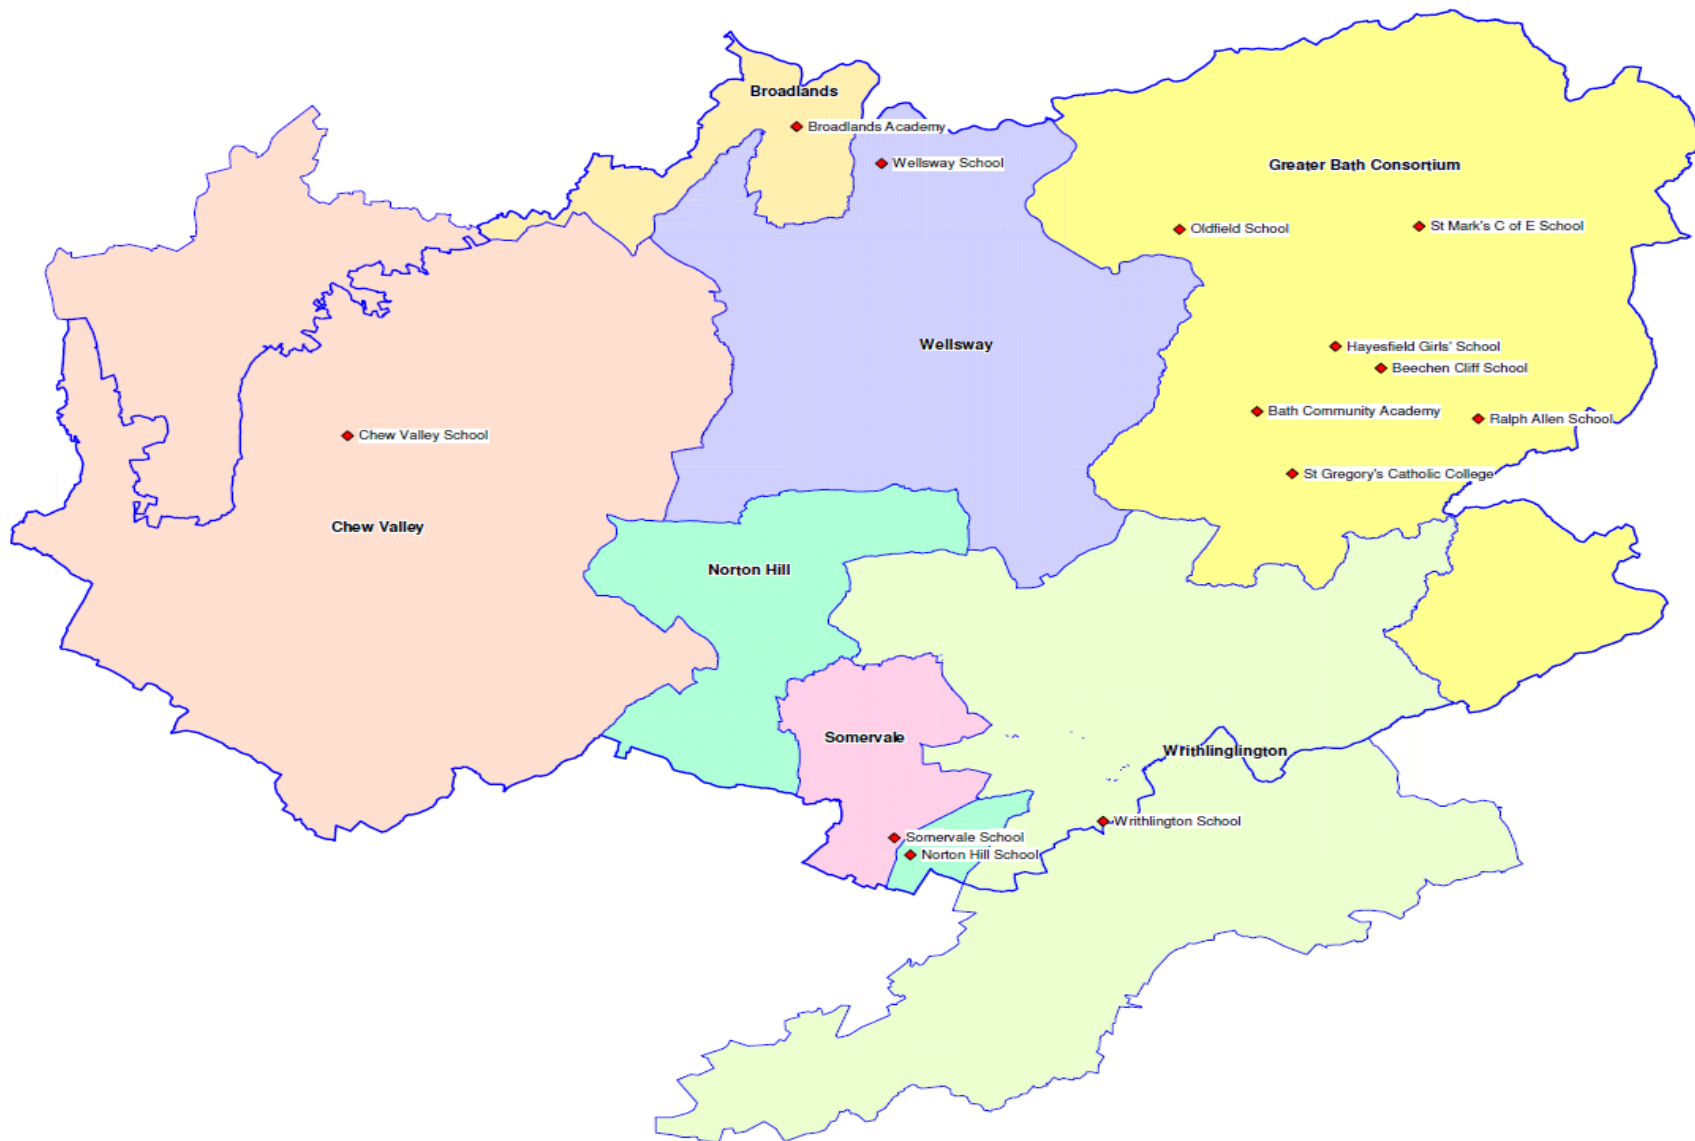 Broadlands
Broadlands Academy
Wellsway School
Greater Bath Consortium
Oldfield School
St Mark's C of E School
Wellsway
Hayesfield Girls' School
Beechen Cliff School
Bath Community Academy
Ralph Allen School
Chew Valley School
St Gregory's Catholic College
Chew Valley
Norton Hill
Somervale
Writhlinglington
Writhlington School
Somervale School
Norton Hill School